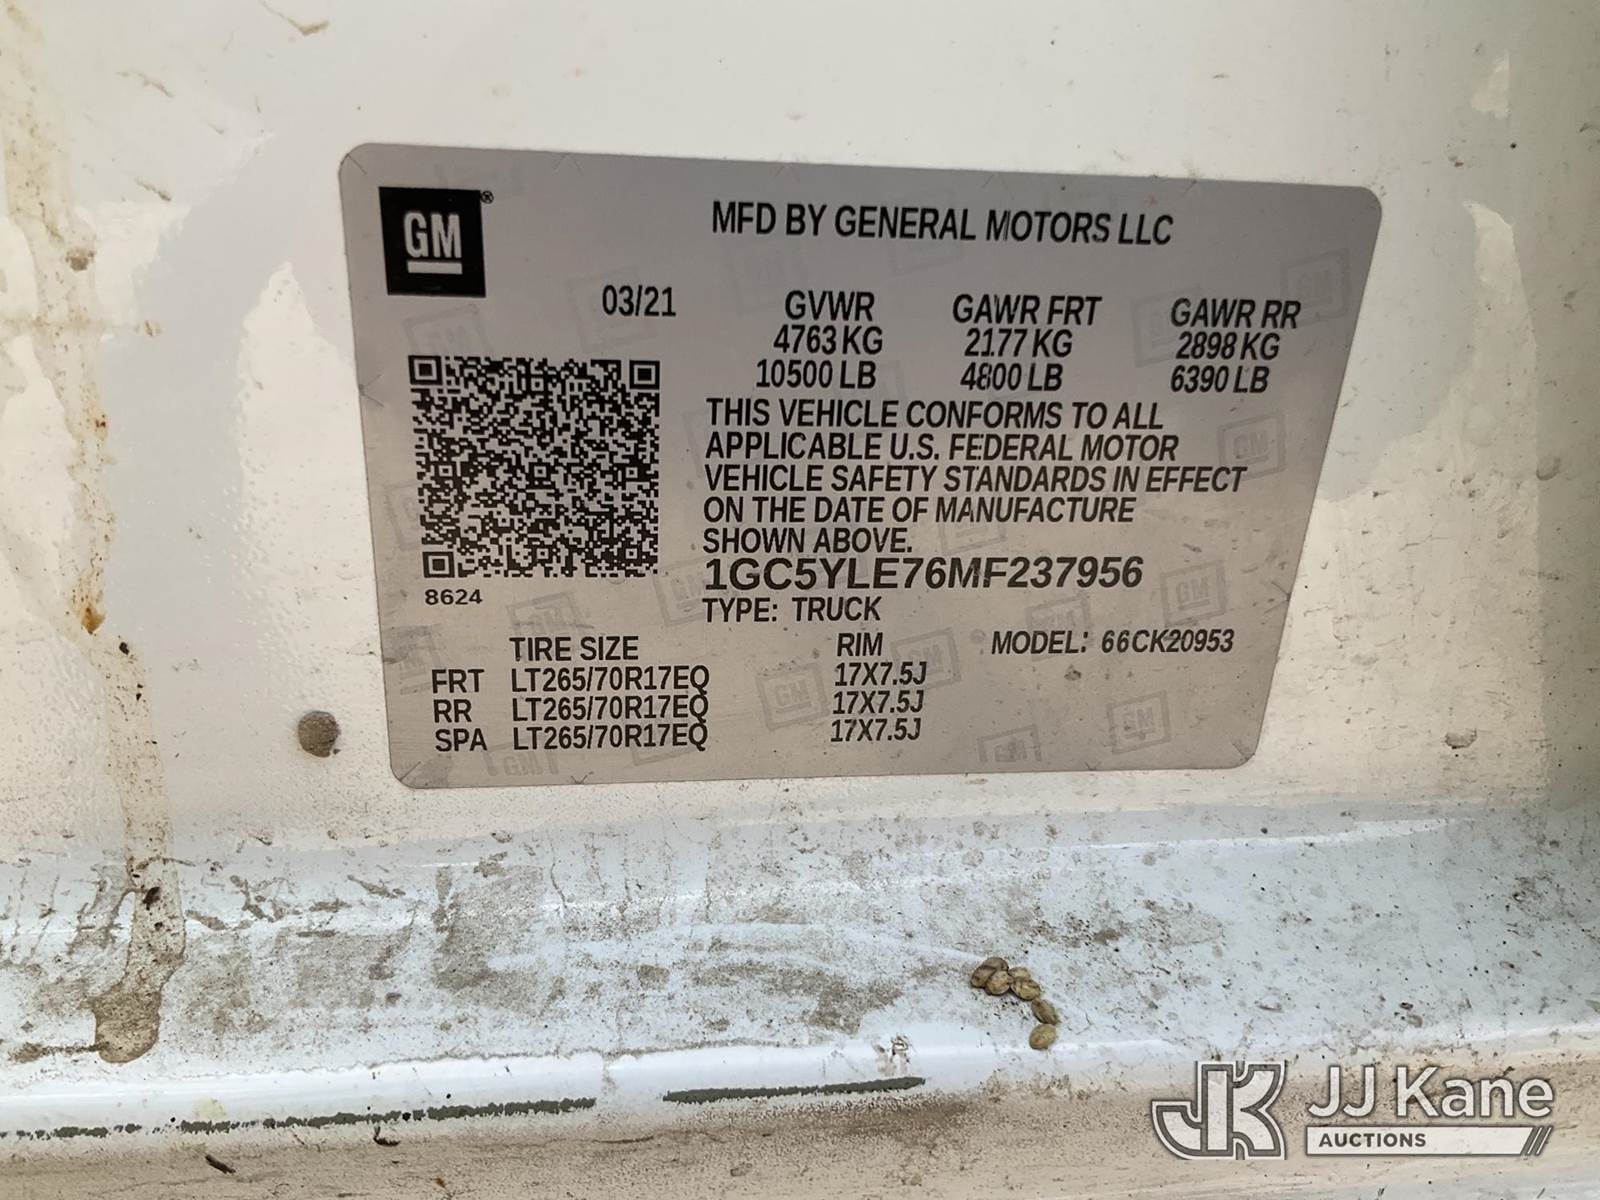 GM®
MFD BY GENERAL MOTORS LLC
03/21 GVWR GAWR FRT GAWR RR
4763 KG 2177 KG 2898 KG
10500 LB 4800 LB 6390 LB
THIS VEHICLE CONFORMS TO ALL
APPLICABLE U.S. FEDERAL MOTOR
VEHICLE SAFETY STANDARDS IN EFFECT
ON THE DATE OF MANUFACTURE
SHOWN ABOVE.
1GC5YLE76MF237956
8624
TYPE: TRUCK
TIRE SIZE RIM MODEL: 66CK20953
FRT LT265/70R17EQ 17X7.5J
RR LT265/70R17EQ 17X7.5J
SPA LT265/70R17EQ 17X7.5J
JK JJ Kane
AUCTIONS